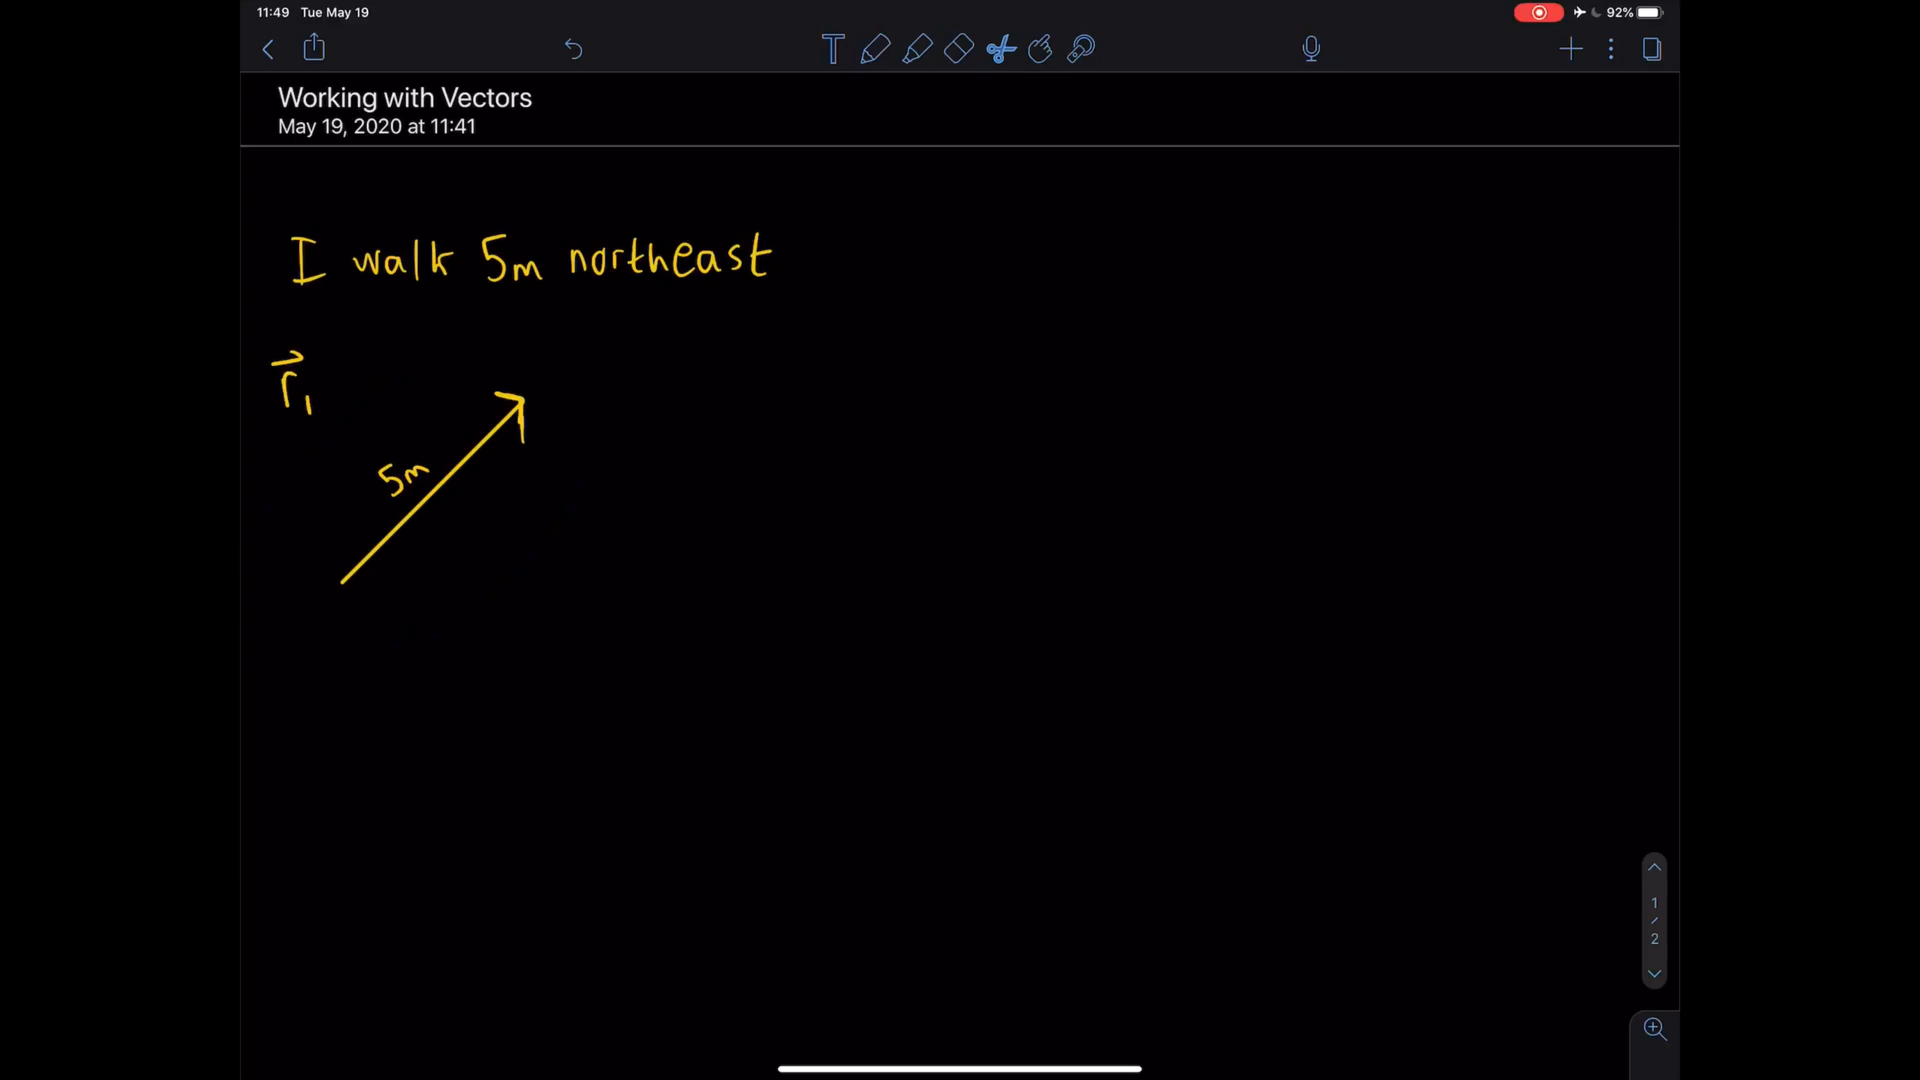 11:49 Tue May 19
92%
T
Working with Vectors
May 19, 2020 at 11:41
I walk 5m northeast
r⃗₁
5m
1
/
2